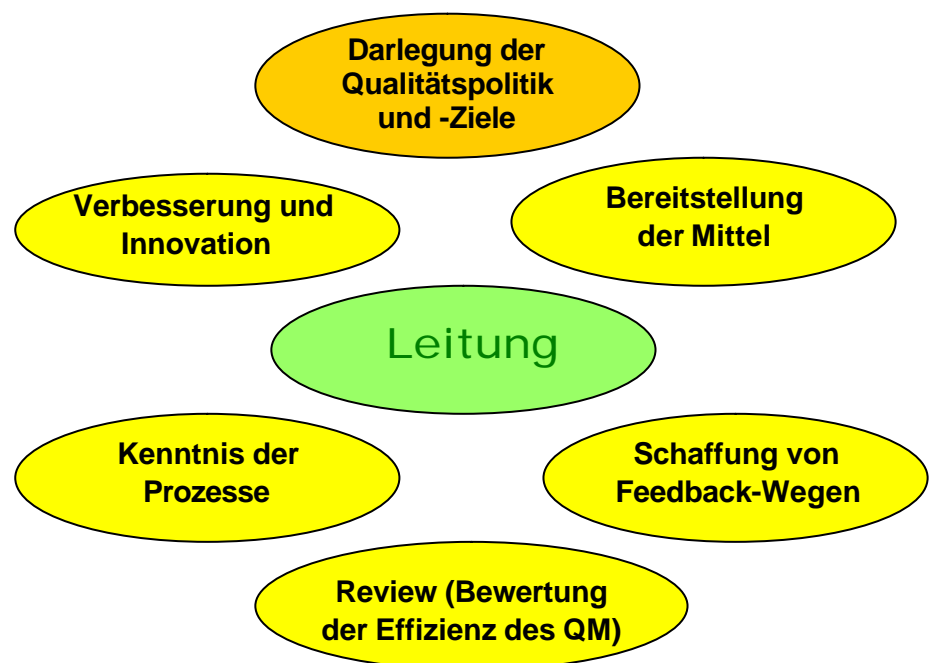 Darlegung der
Qualitätspolitik
und -Ziele
Verbesserung und
Innovation
Bereitstellung
der Mittel
Leitung
Kenntnis der
Prozesse
Schaffung von
Feedback-Wegen
Review (Bewertung
der Effizienz des QM)